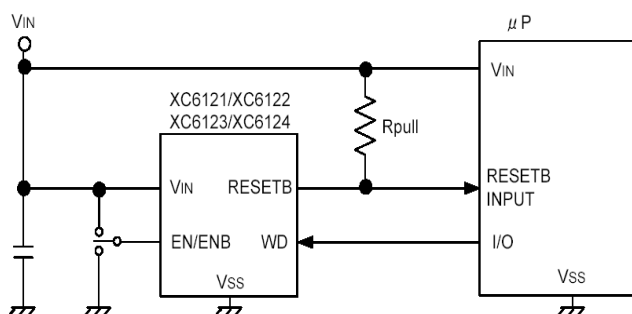 VIN
μP
VIN
XC6121/XC6122
XC6123/XC6124
Rpull
VIN
RESETB
RESETB
INPUT
EN/ENB
WD
I/O
VSS
VSS